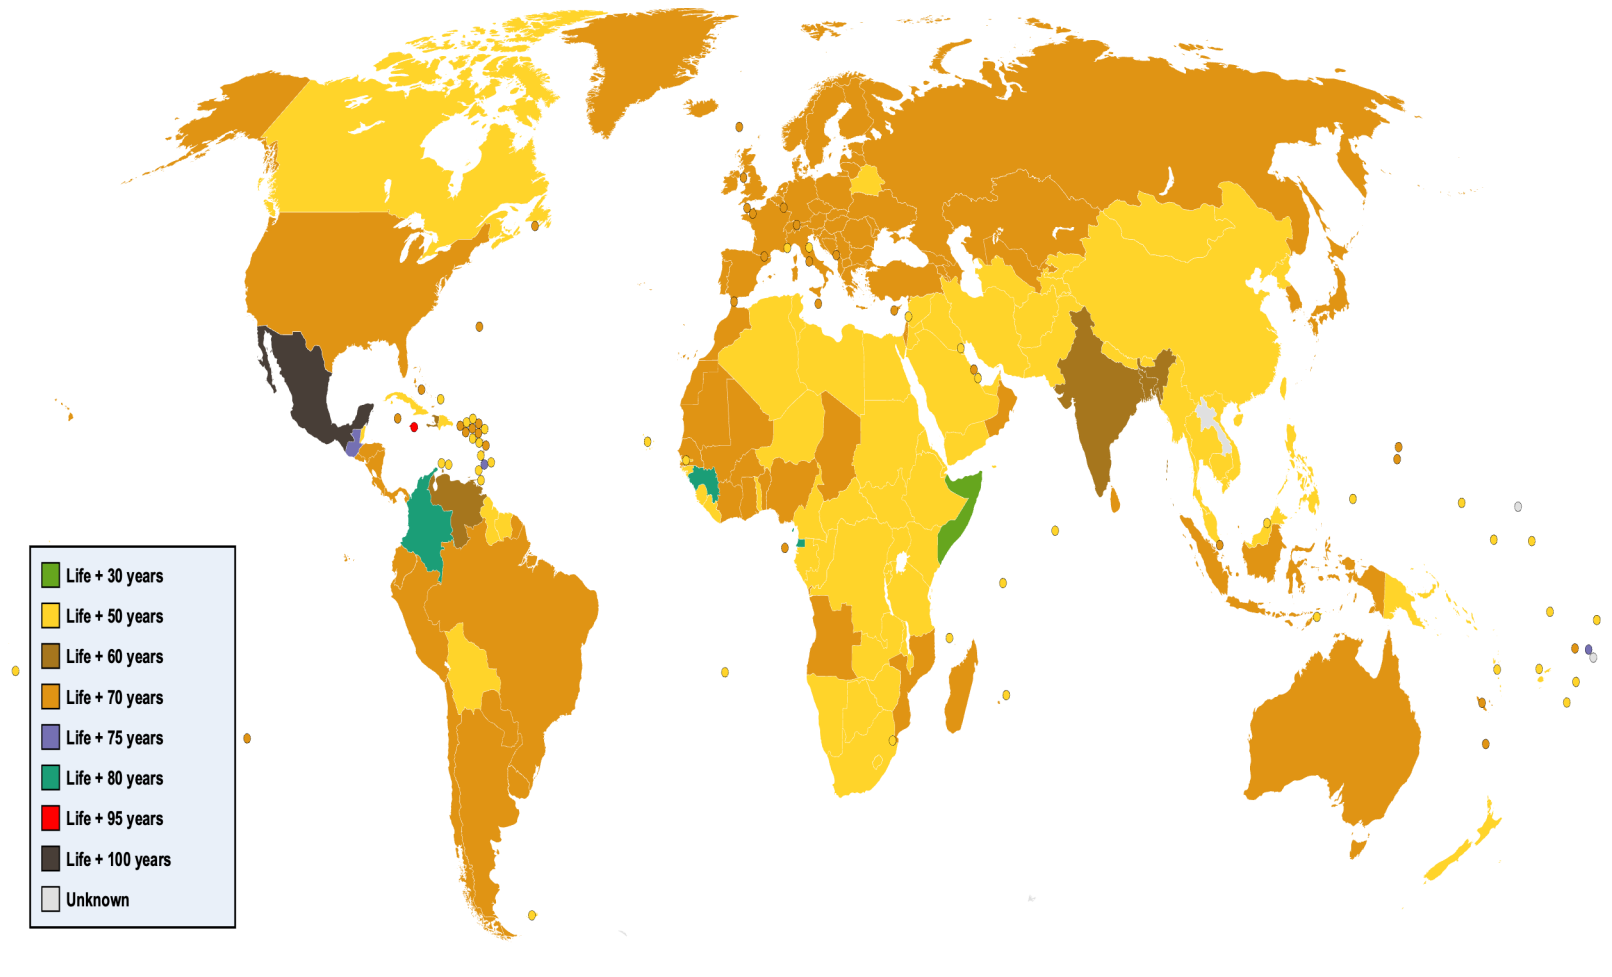 Life + 30 years
Life + 50 years
Life + 60 years
Life + 70 years
Life + 75 years
Life + 80 years
Life + 95 years
Life + 100 years
Unknown